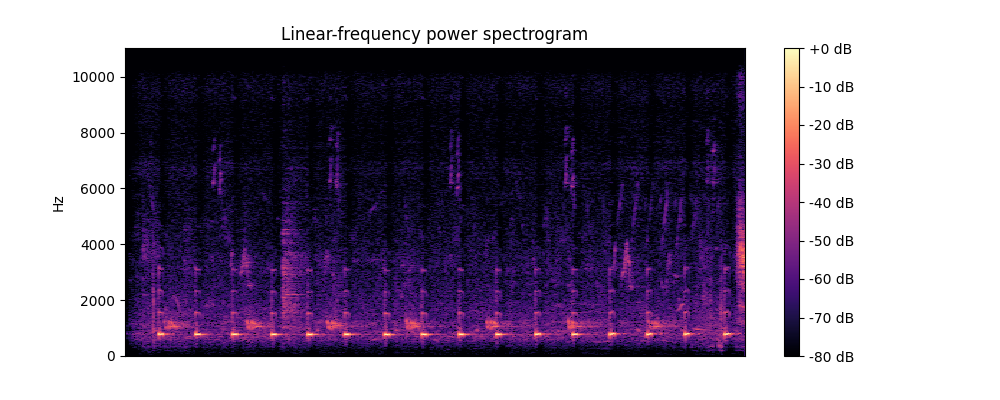 Linear-frequency power spectrogram
Hz
10000
8000
6000
4000
2000
0
+0 dB
-10 dB
-20 dB
-30 dB
-40 dB
-50 dB
-60 dB
-70 dB
-80 dB